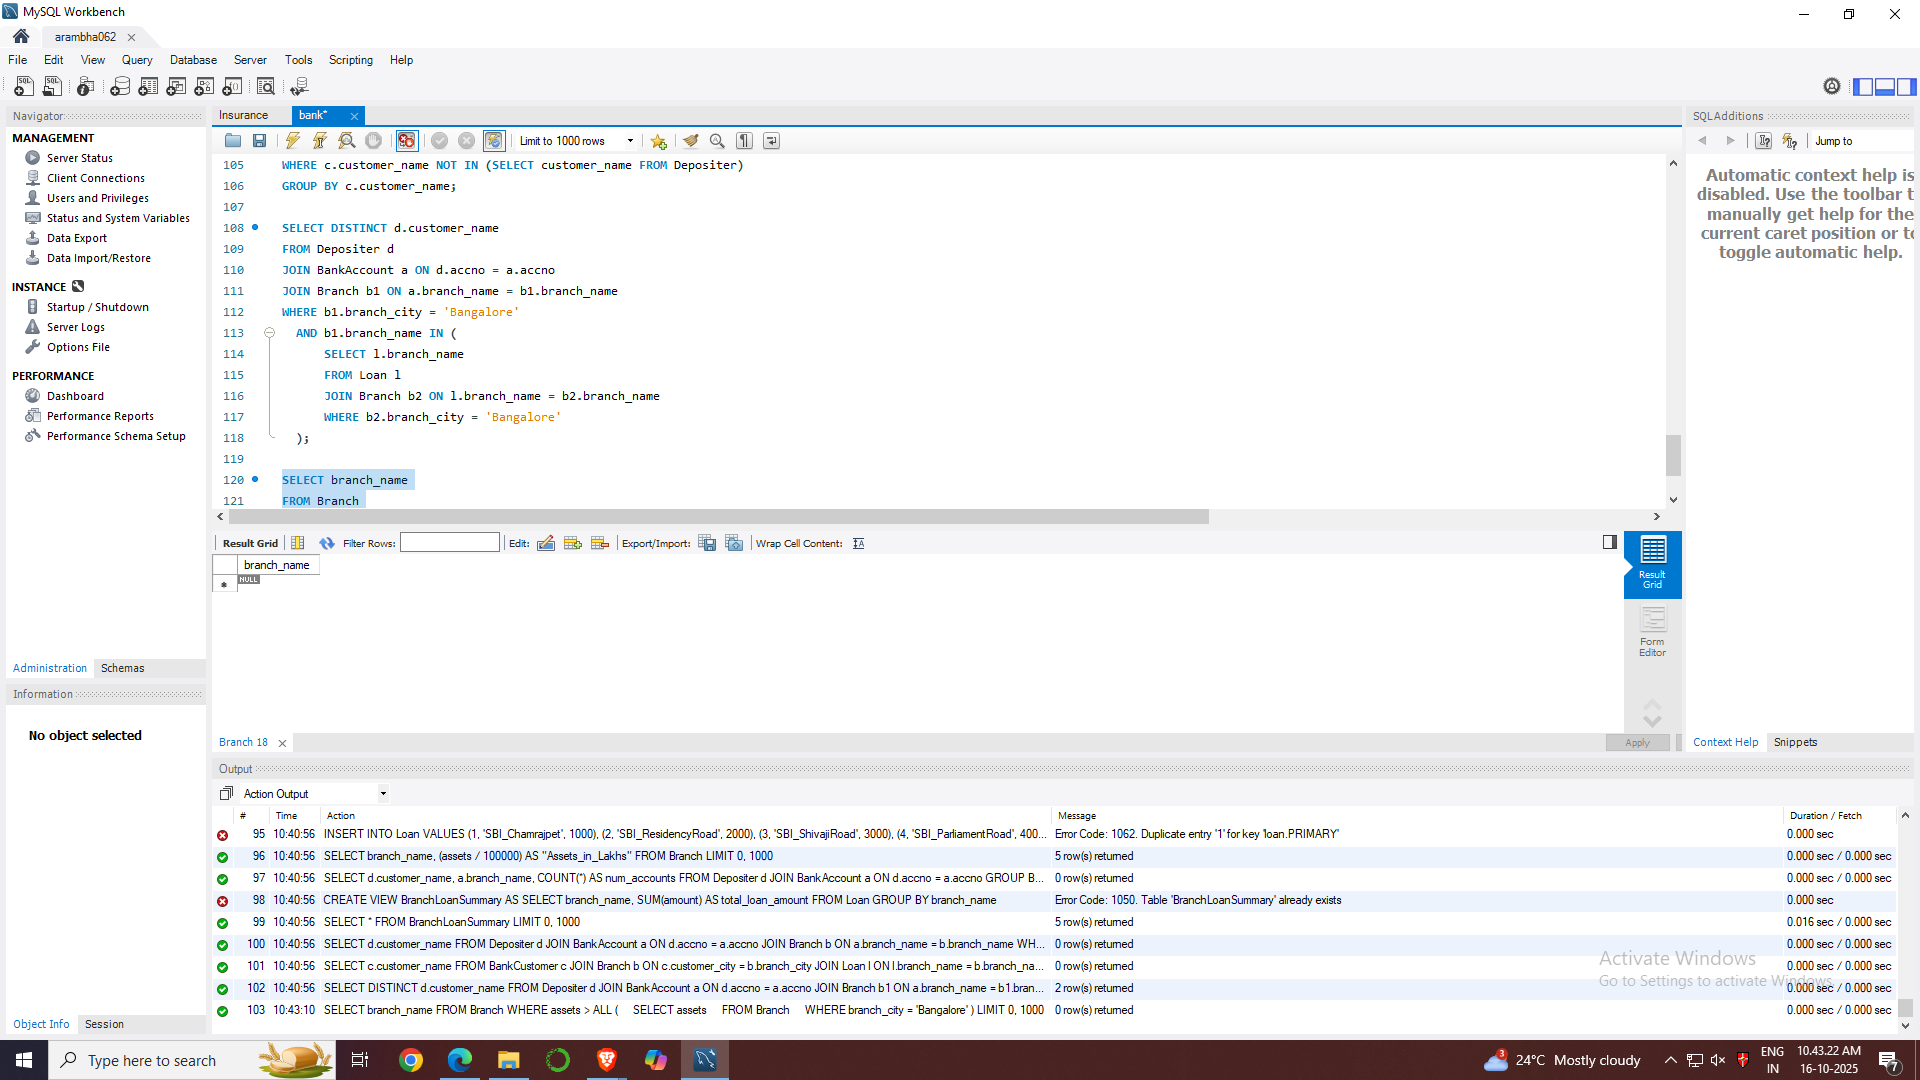 MySQL Workbench
arambha062
File Edit View Query Database Server Tools Scripting Help
Navigator
MANAGEMENT
Server Status
Client Connections
Users and Privileges
Status and System Variables
Data Export
Data Import/Restore
INSTANCE
Startup / Shutdown
Server Logs
Options File
PERFORMANCE
Dashboard
Performance Reports
Performance Schema Setup
Administration Schemas
Information
No object selected
Object Info Session
Insurance bank*
Limit to 1000 rows
105 WHERE c.customer_name NOT IN (SELECT customer_name FROM Depositer)
106 GROUP BY c.customer_name;
107
108 SELECT DISTINCT d.customer_name
109 FROM Depositer d
110 JOIN BankAccount a ON d.accno = a.accno
111 JOIN Branch b1 ON a.branch_name = b1.branch_name
112 WHERE b1.branch_city = 'Bangalore'
113 AND b1.branch_name IN (
114 SELECT l.branch_name
115 FROM Loan l
116 JOIN Branch b2 ON l.branch_name = b2.branch_name
117 WHERE b2.branch_city = 'Bangalore'
118 );
119
120 SELECT branch_name
121 FROM Branch
Result Grid Filter Rows: Edit: Export/Import: Wrap Cell Content:
branch_name
NULL
Result Grid
Form Editor
Branch 18 Apply
SQLAdditions
Jump to
Automatic context help is
disabled. Use the toolbar t
manually get help for the
current caret position or to
toggle automatic help.
Context Help Snippets
Output
Action Output
# Time Action Message Duration / Fetch
95 10:40:56 INSERT INTO Loan VALUES (1, 'SBI_Chamrajpet', 1000), (2, 'SBI_ResidencyRoad', 2000), (3, 'SBI_ShivajiRoad', 3000), (4, 'SBI_ParliamentRoad', 400... Error Code: 1062. Duplicate entry '1' for key 'loan.PRIMARY' 0.000 sec
96 10:40:56 SELECT branch_name, (assets / 100000) AS "Assets_in_Lakhs" FROM Branch LIMIT 0, 1000 5 row(s) returned 0.000 sec / 0.000 sec
97 10:40:56 SELECT d.customer_name, a.branch_name, COUNT(*) AS num_accounts FROM Depositer d JOIN BankAccount a ON d.accno = a.accno GROUP B... 0 row(s) returned 0.000 sec / 0.000 sec
98 10:40:56 CREATE VIEW BranchLoanSummary AS SELECT branch_name, SUM(amount) AS total_loan_amount FROM Loan GROUP BY branch_name Error Code: 1050. Table 'BranchLoanSummary' already exists 0.000 sec
99 10:40:56 SELECT * FROM BranchLoanSummary LIMIT 0, 1000 5 row(s) returned 0.016 sec / 0.000 sec
100 10:40:56 SELECT d.customer_name FROM Depositer d JOIN BankAccount a ON d.accno = a.accno JOIN Branch b ON a.branch_name = b.branch_name WH... 0 row(s) returned 0.000 sec / 0.000 sec
101 10:40:56 SELECT c.customer_name FROM BankCustomer c JOIN Branch b ON c.customer_city = b.branch_city JOIN Loan l ON l.branch_name = b.branch_na... 0 row(s) returned 0.000 sec / 0.000 sec
102 10:40:56 SELECT DISTINCT d.customer_name FROM Depositer d JOIN BankAccount a ON d.accno = a.accno JOIN Branch b1 ON a.branch_name = b1.bran... 2 row(s) returned 0.000 sec / 0.000 sec
103 10:43:10 SELECT branch_name FROM Branch WHERE assets > ALL ( SELECT assets FROM Branch WHERE branch_city = 'Bangalore' ) LIMIT 0, 1000 0 row(s) returned 0.000 sec / 0.000 sec
Activate Windows
Go to Settings to activate Windows.
Type here to search
3
24°C Mostly cloudy
ENG
IN
10.43.22 AM
16-10-2025
7